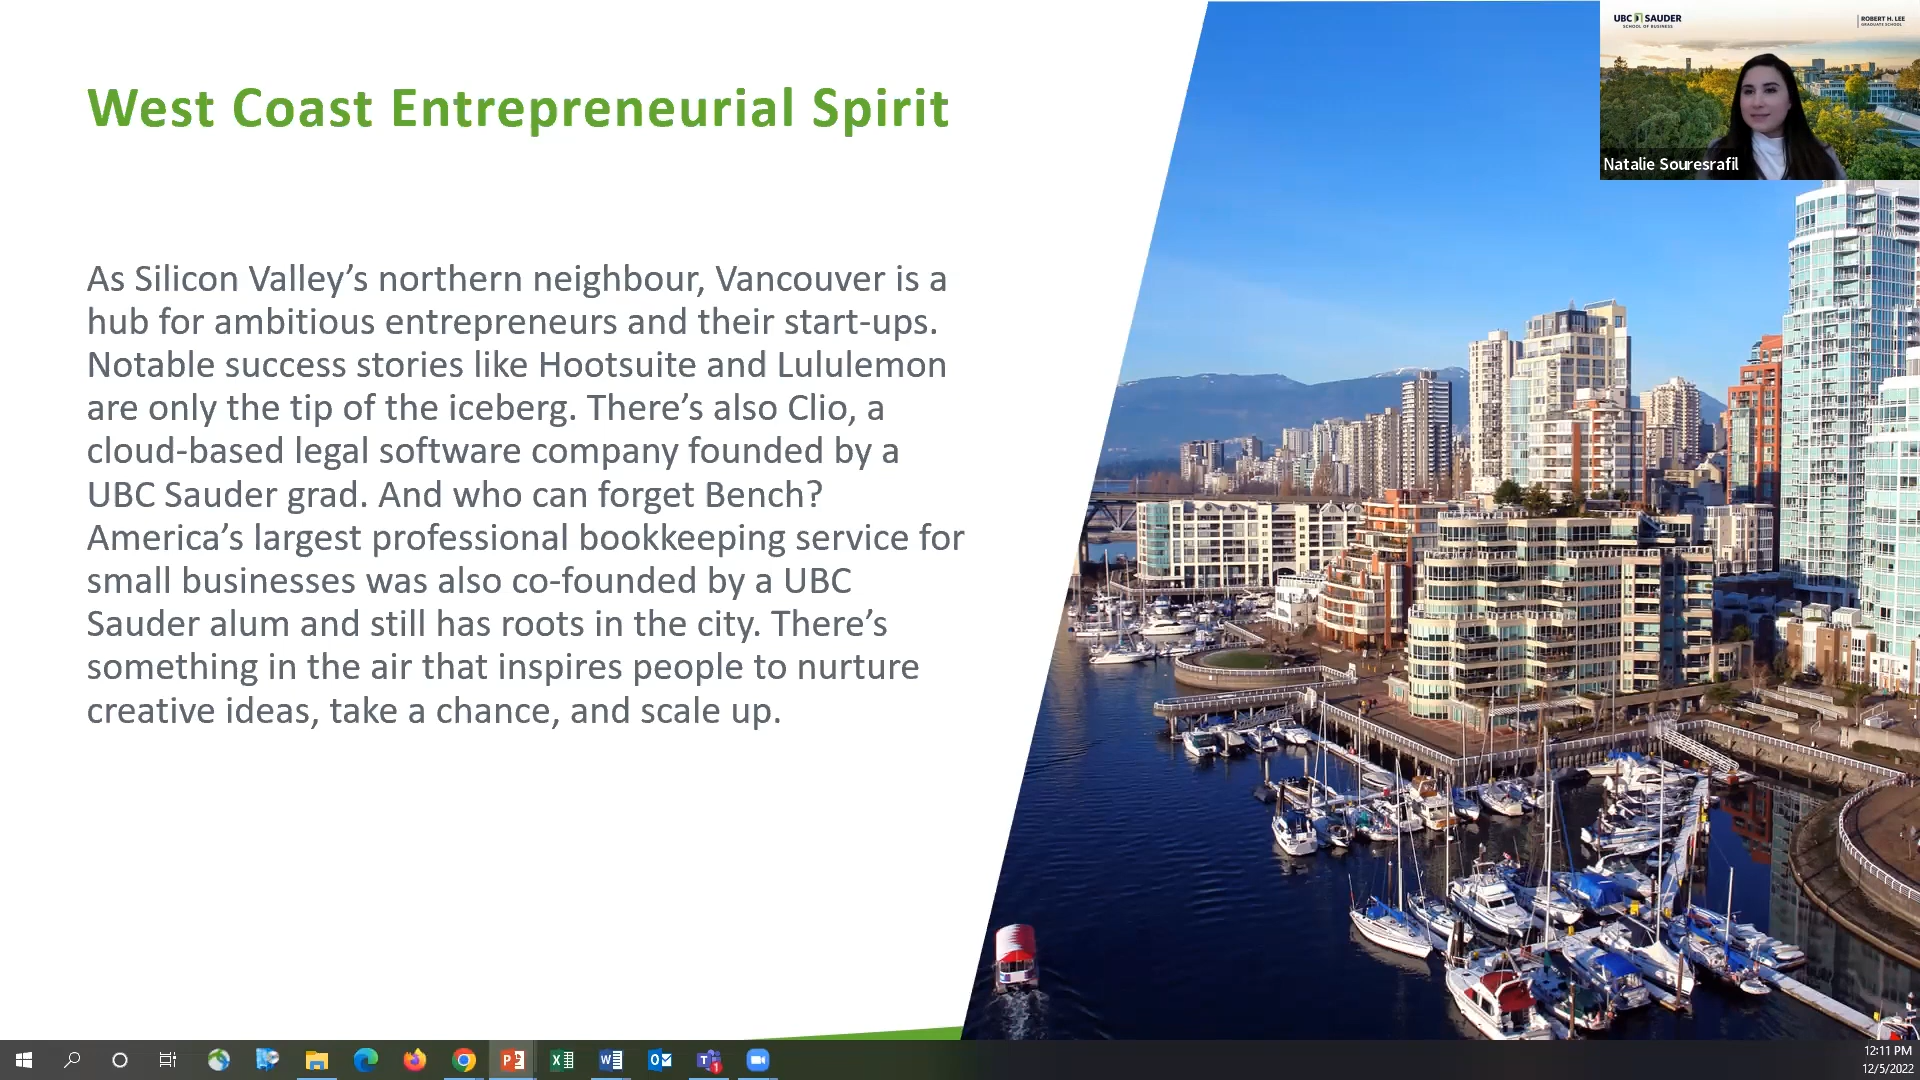 West Coast Entrepreneurial Spirit
As Silicon Valley’s northern neighbour, Vancouver is a
hub for ambitious entrepreneurs and their start-ups.
Notable success stories like Hootsuite and Lululemon
are only the tip of the iceberg. There’s also Clio, a
cloud-based legal software company founded by a
UBC Sauder grad. And who can forget Bench?
America’s largest professional bookkeeping service for
small businesses was also co-founded by a UBC
Sauder alum and still has roots in the city. There’s
something in the air that inspires people to nurture
creative ideas, take a chance, and scale up.
UBC SAUDER
SCHOOL OF BUSINESS
ROBERT H. LEE
GRADUATE SCHOOL
Natalie Souresrafil
12:11 PM
12/5/2022